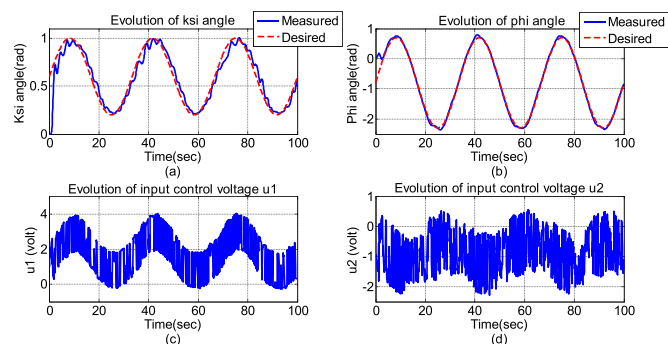 Evolution of ksi angle
Measured
Desired
Ksi angle(rad)
1
0.5
0
0 20 40 60 80 100
Time(sec)
(a)
Evolution of phi angle
Measured
Desired
Phi angle(rad)
1
0
-1
-2
0 20 40 60 80 100
Time(sec)
(b)
Evolution of input control voltage u1
u1 (volt)
4
2
0
0 20 40 60 80 100
Time(sec)
(c)
Evolution of input control voltage u2
u2 (volt)
1
0
-1
-2
0 20 40 60 80 100
Time(sec)
(d)